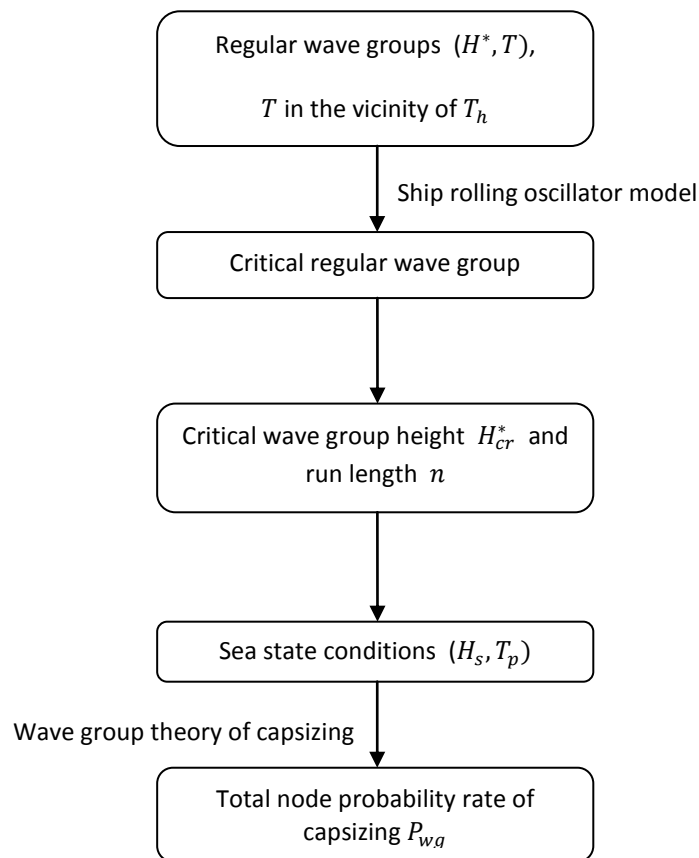 Regular wave groups (H*, T),
T in the vicinity of T_h
Ship rolling oscillator model
Critical regular wave group
Critical wave group height H*_cr and
run length n
Sea state conditions (H_s, T_p)
Wave group theory of capsizing
Total node probability rate of
capsizing P_wg